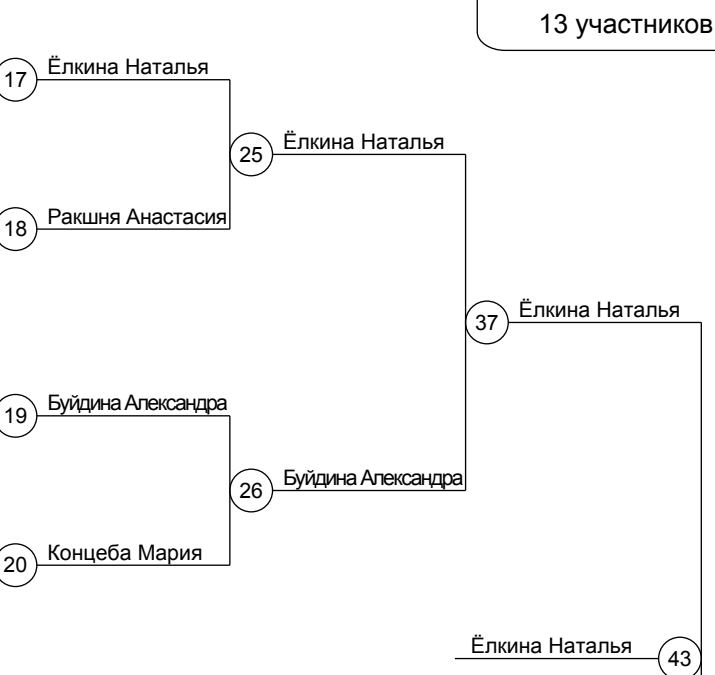 13 участников
17 Ёлкина Наталья
25 Ёлкина Наталья
18 Ракшня Анастасия
37 Ёлкина Наталья
19 Буйдина Александра
26 Буйдина Александра
20 Концеба Мария
Ёлкина Наталья 43